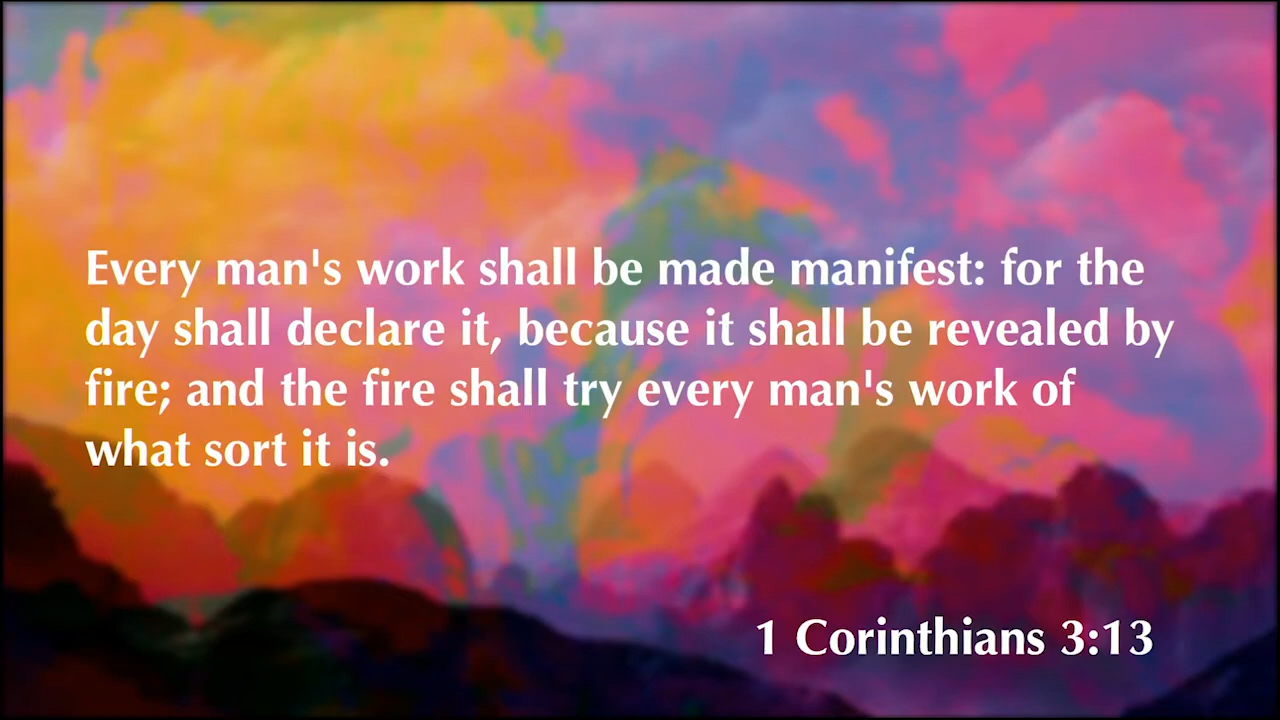 Every man's work shall be made manifest: for the
day shall declare it, because it shall be revealed by
fire; and the fire shall try every man's work of
what sort it is.
1 Corinthians 3:13